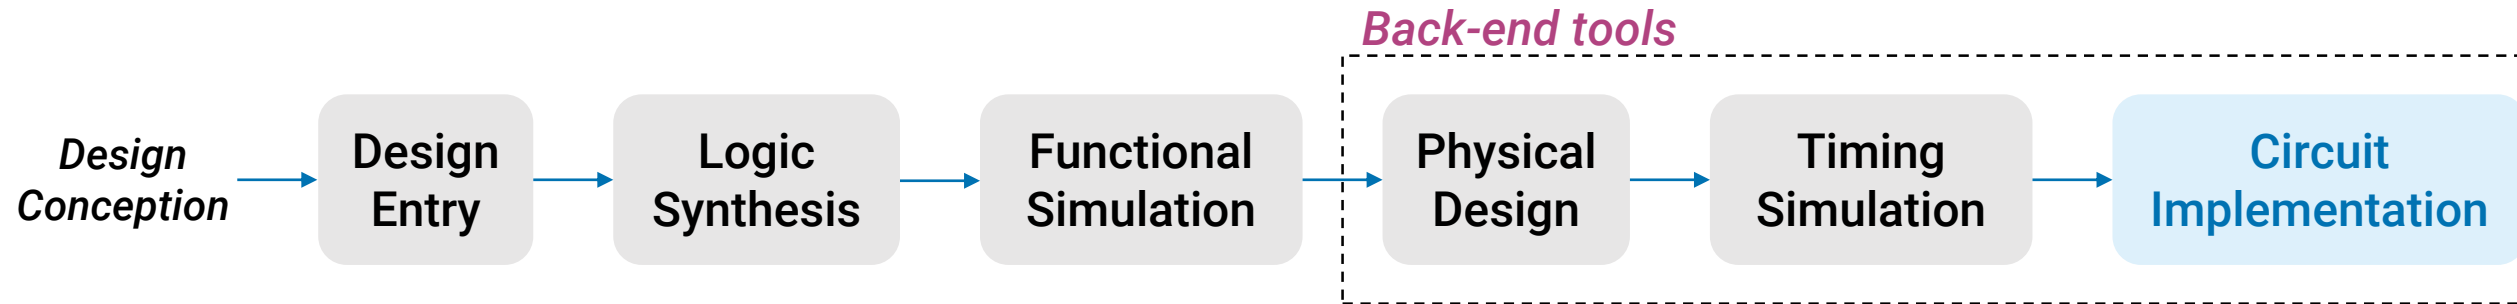 Back-end tools
Design
Conception
Design
Entry
Logic
Synthesis
Functional
Simulation
Physical
Design
Timing
Simulation
Circuit
Implementation